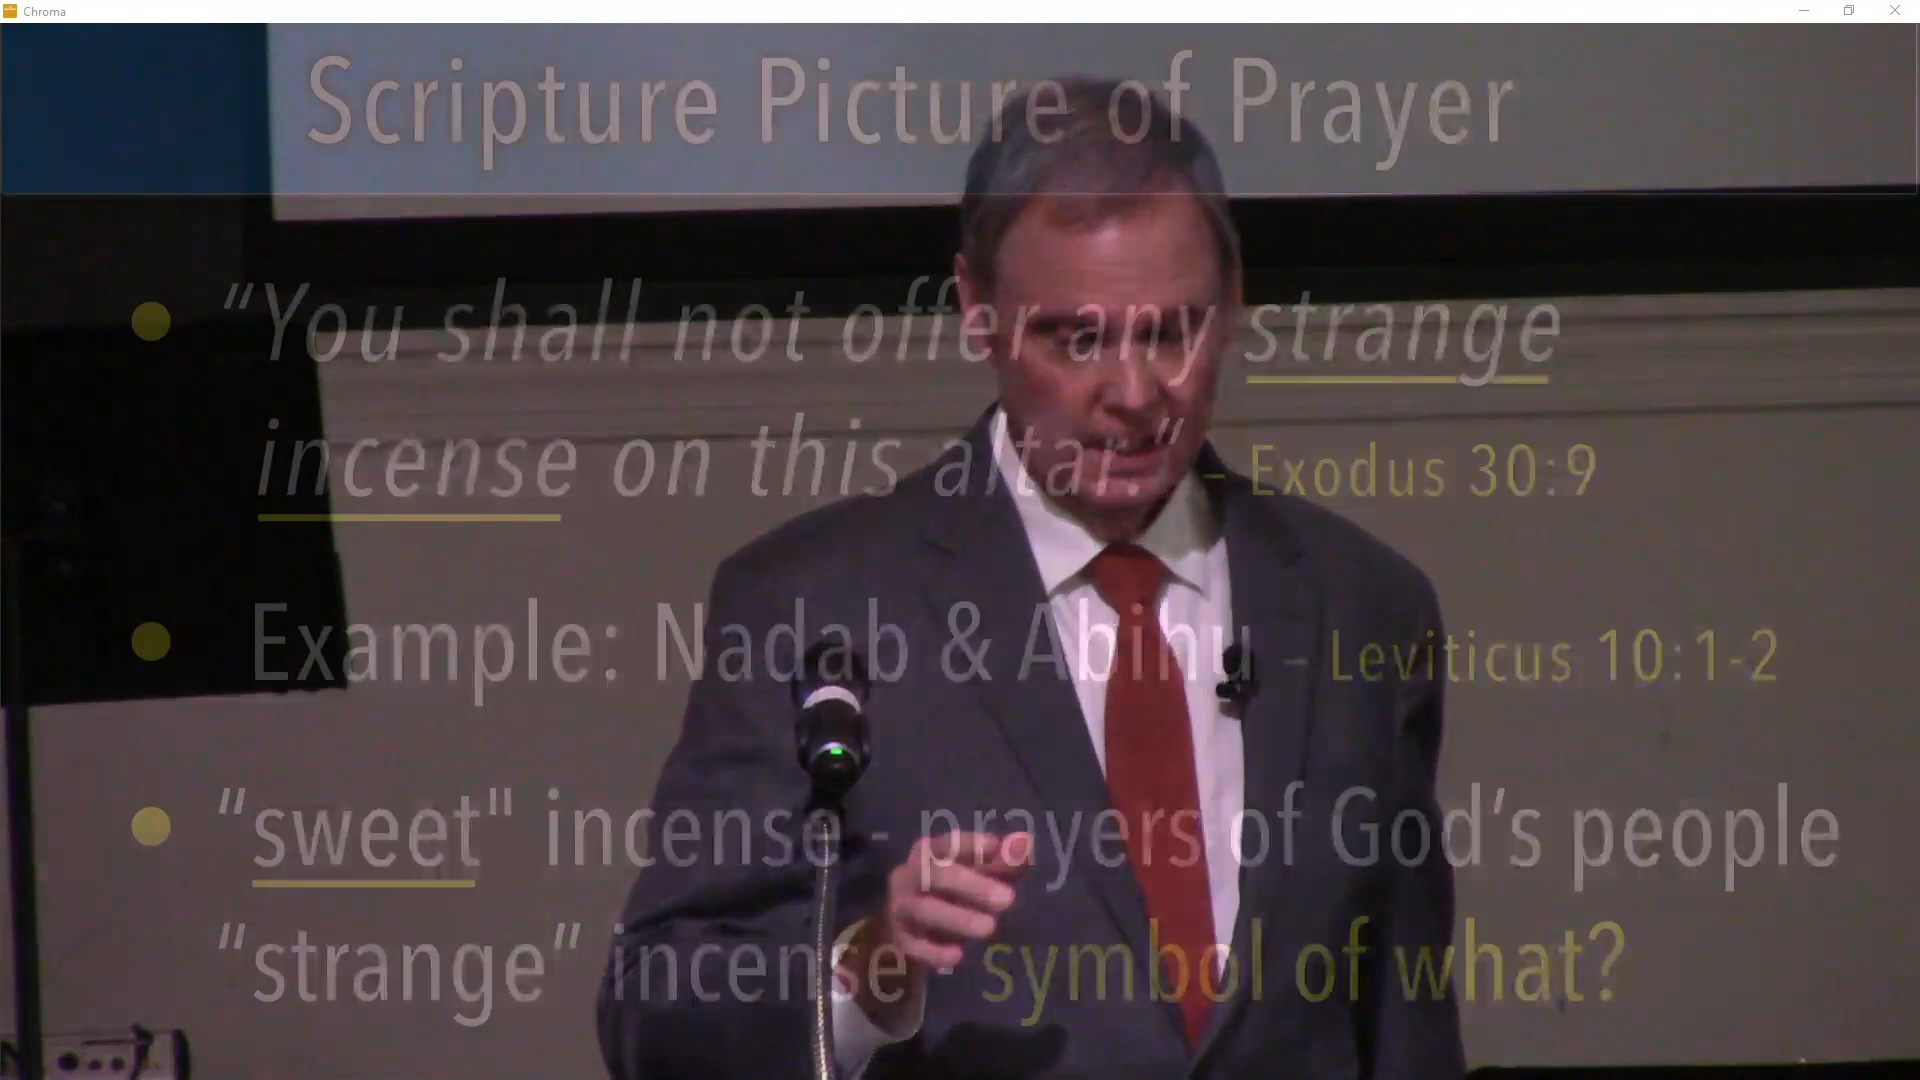 Chroma
Scripture Picture of Prayer
“You shall not offer any strange
incense on this altar.” – Exodus 30:9
Example: Nadab & Abihu – Leviticus 10:1-2
“sweet" incense - prayers of God’s people
“strange” incense - symbol of what?